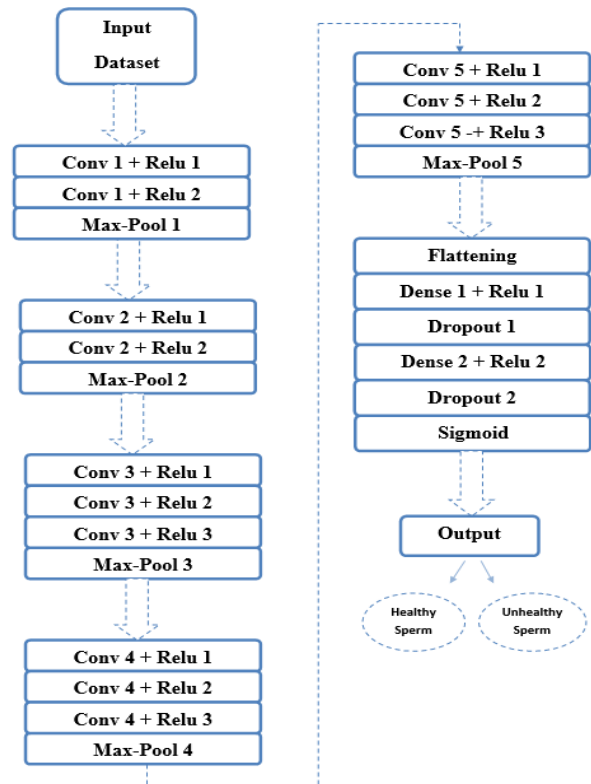 Input
Dataset
Conv 1 + Relu 1
Conv 1 + Relu 2
Max-Pool 1
Conv 2 + Relu 1
Conv 2 + Relu 2
Max-Pool 2
Conv 3 + Relu 1
Conv 3 + Relu 2
Conv 3 + Relu 3
Max-Pool 3
Conv 4 + Relu 1
Conv 4 + Relu 2
Conv 4 + Relu 3
Max-Pool 4
Conv 5 + Relu 1
Conv 5 + Relu 2
Conv 5 -+ Relu 3
Max-Pool 5
Flattening
Dense 1 + Relu 1
Dropout 1
Dense 2 + Relu 2
Dropout 2
Sigmoid
Output
Healthy
Sperm
Unhealthy
Sperm